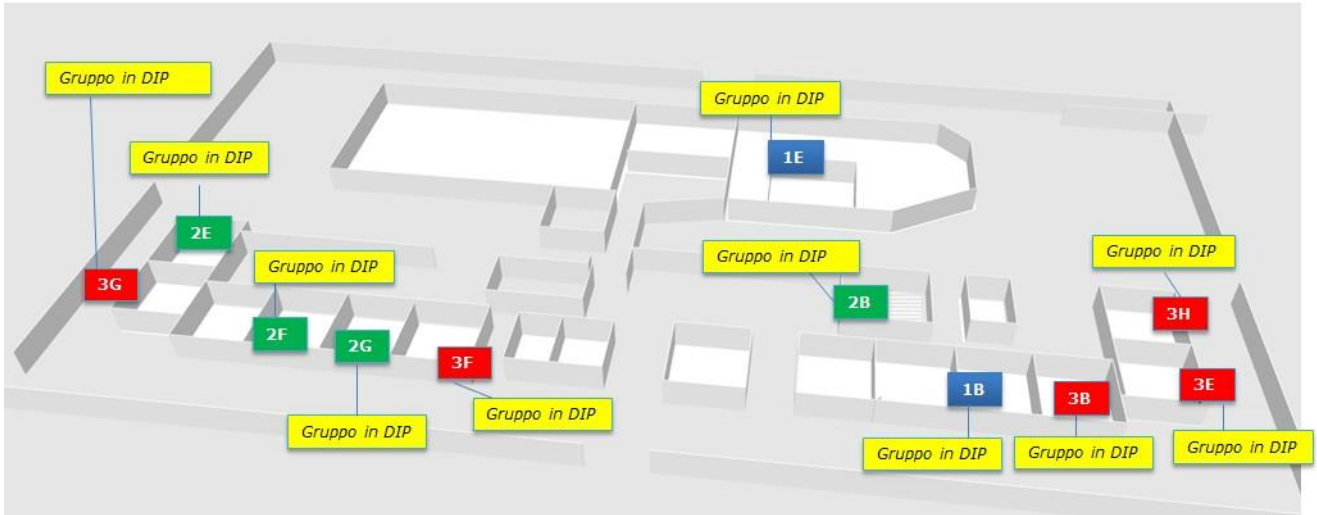 Gruppo in DIP
Gruppo in DIP
Gruppo in DIP
1E
2E
3G
Gruppo in DIP
Gruppo in DIP
Gruppo in DIP
2B
3H
2F
2G
3F
1B
3B
3E
Gruppo in DIP
Gruppo in DIP
Gruppo in DIP
Gruppo in DIP
Gruppo in DIP